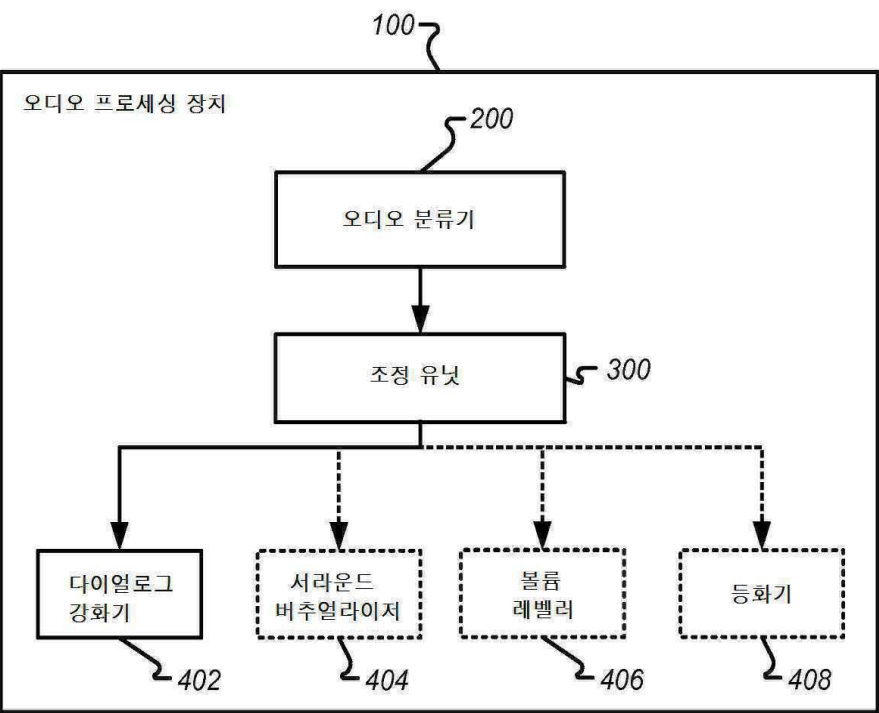 100
오디오 프로세싱 장치
200
오디오 분류기
조정 유닛
300
다이얼로그
강화기
서라운드
버추얼라이저
볼륨
레벨러
등화기
402
404
406
408